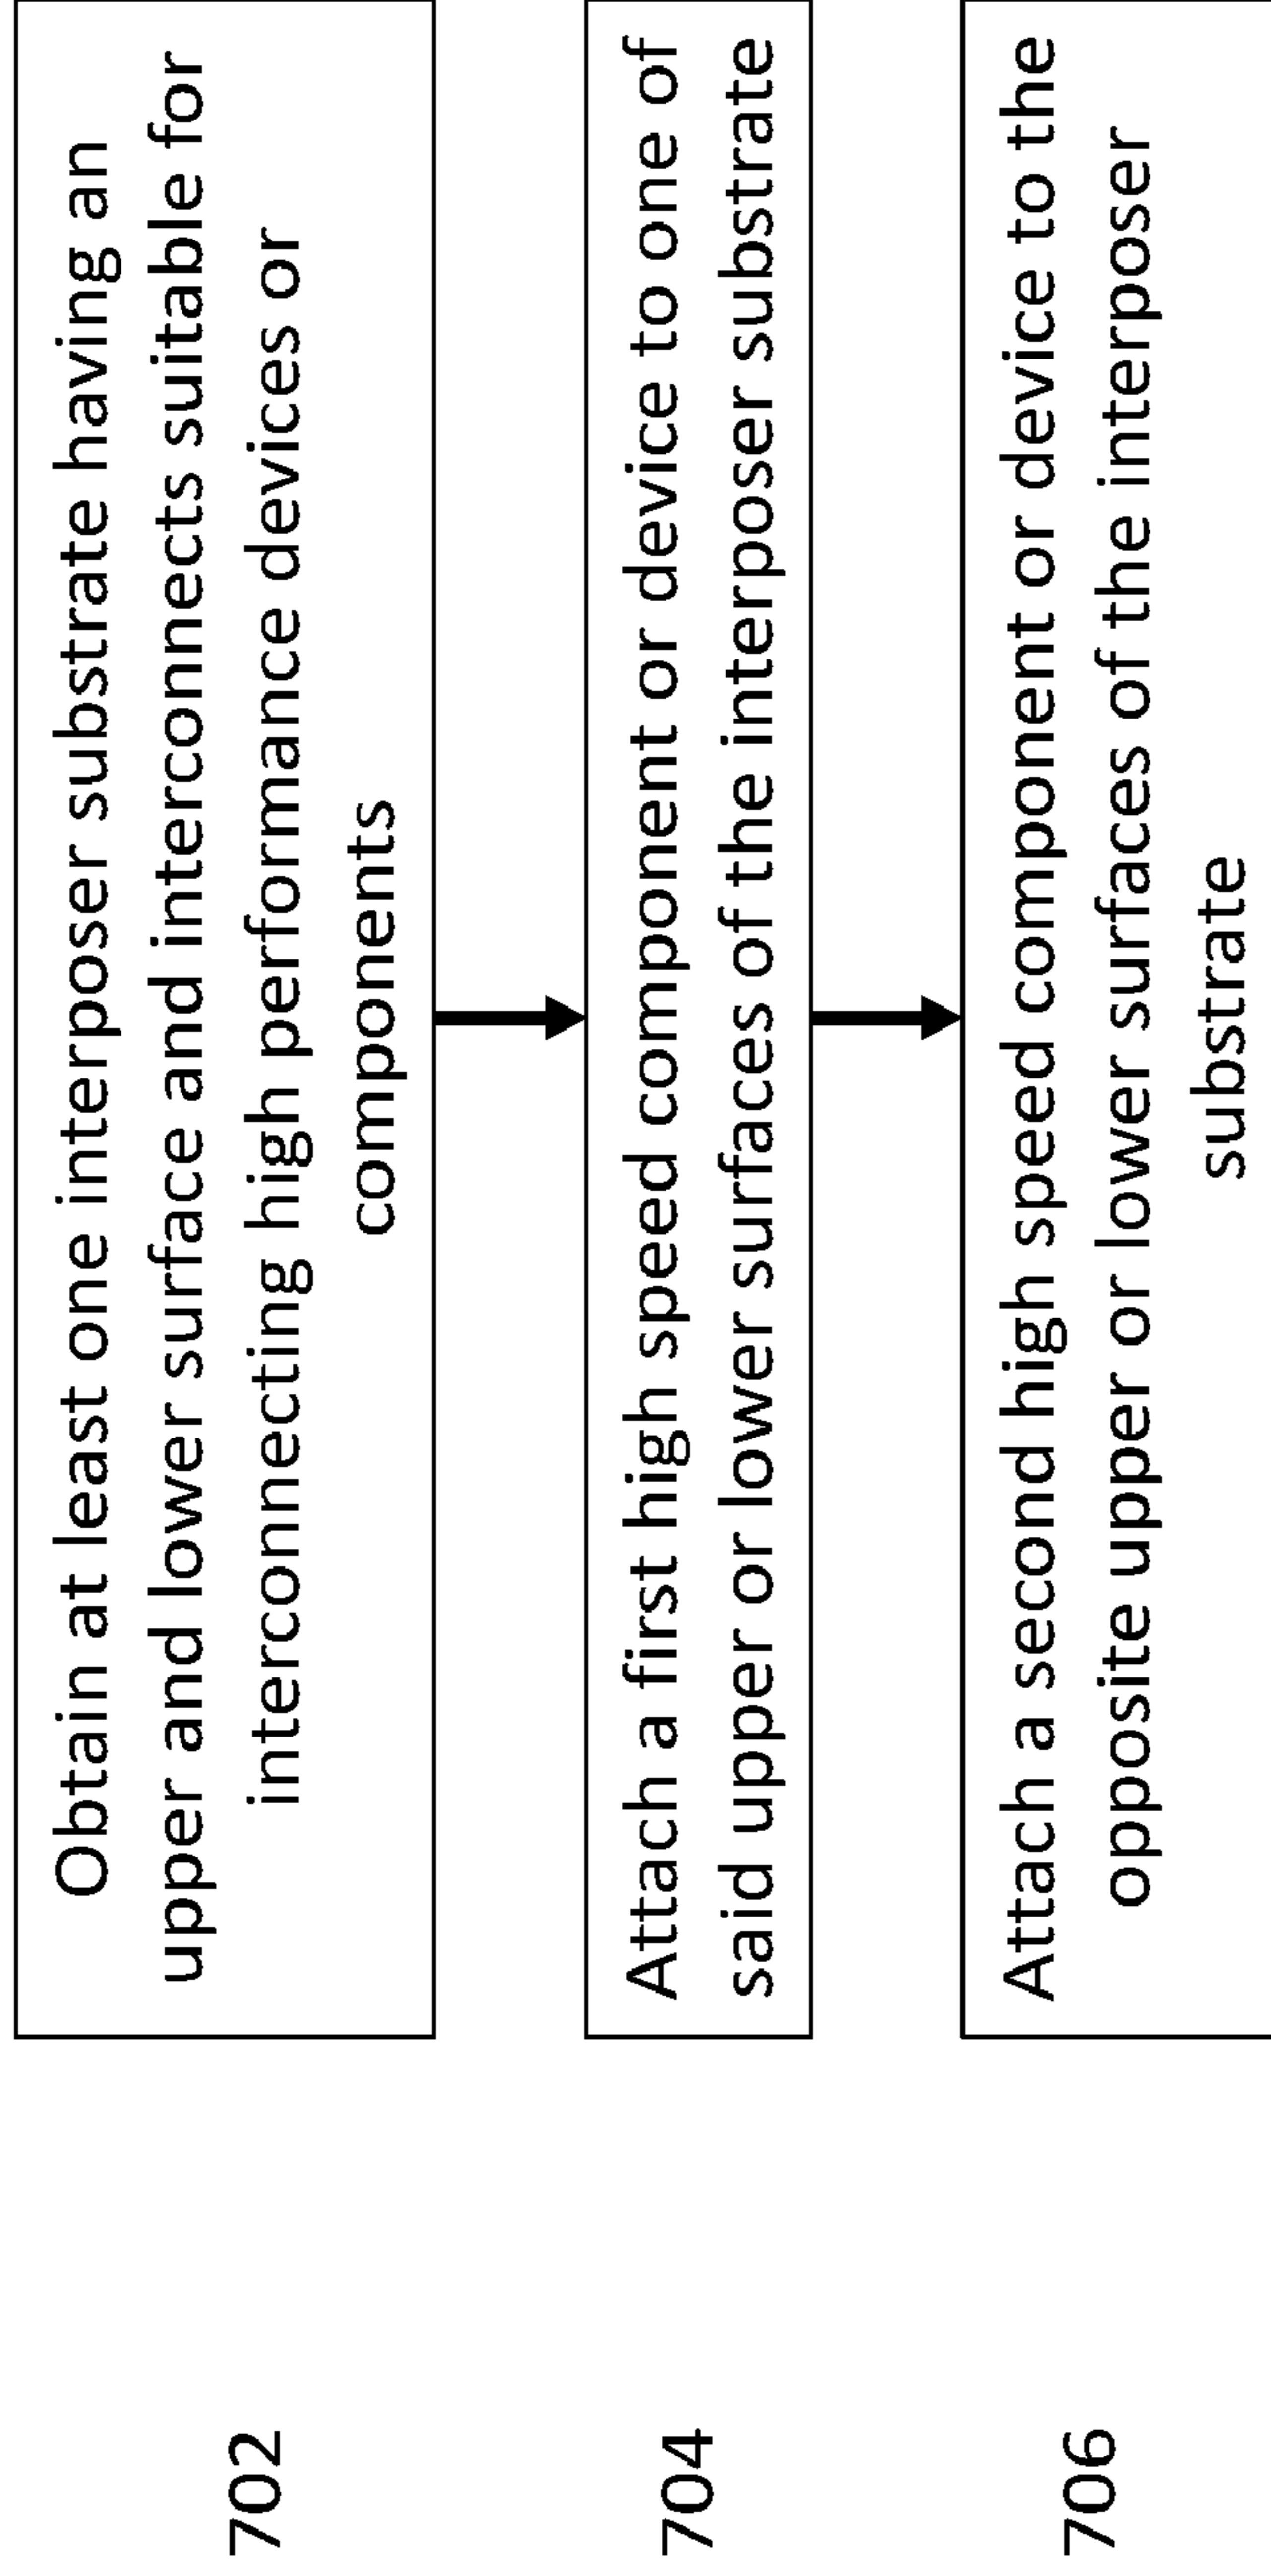 702
Obtain at least one interposer substrate having an
upper and lower surface and interconnects suitable for
interconnecting high performance devices or
components
704
Attach a first high speed component or device to one of
said upper or lower surfaces of the interposer substrate
706
Attach a second high speed component or device to the
opposite upper or lower surfaces of the interposer
substrate